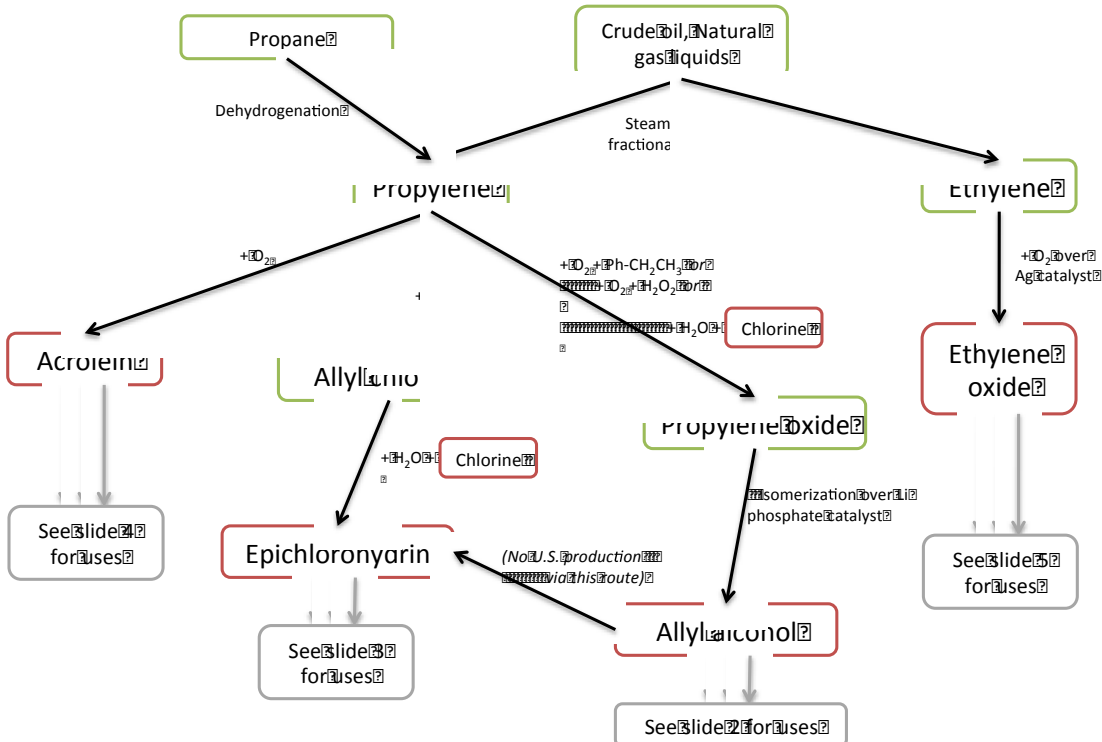 Propane
Crude oil, Natural
gas liquids
Dehydrogenation
Steam
fractiona
Propylene
Ethylene
+ O₂
+ O₂ + Ph-CH₂CH₃ or
+ O₂ + H₂O₂ or
+ H₂O +
Chlorine
+ O₂ over
Ag catalyst
+
Acrolein
Allyl chlo
Ethylene
oxide
Propylene oxide
+ H₂O +
Chlorine
Isomerization over Li
phosphate catalyst
See slide 4
for uses
Epichlorohydrin
(No U.S. production
via this route)
See slide 5
for uses
Allyl alcohol
See slide 3
for uses
See slide 2 for uses